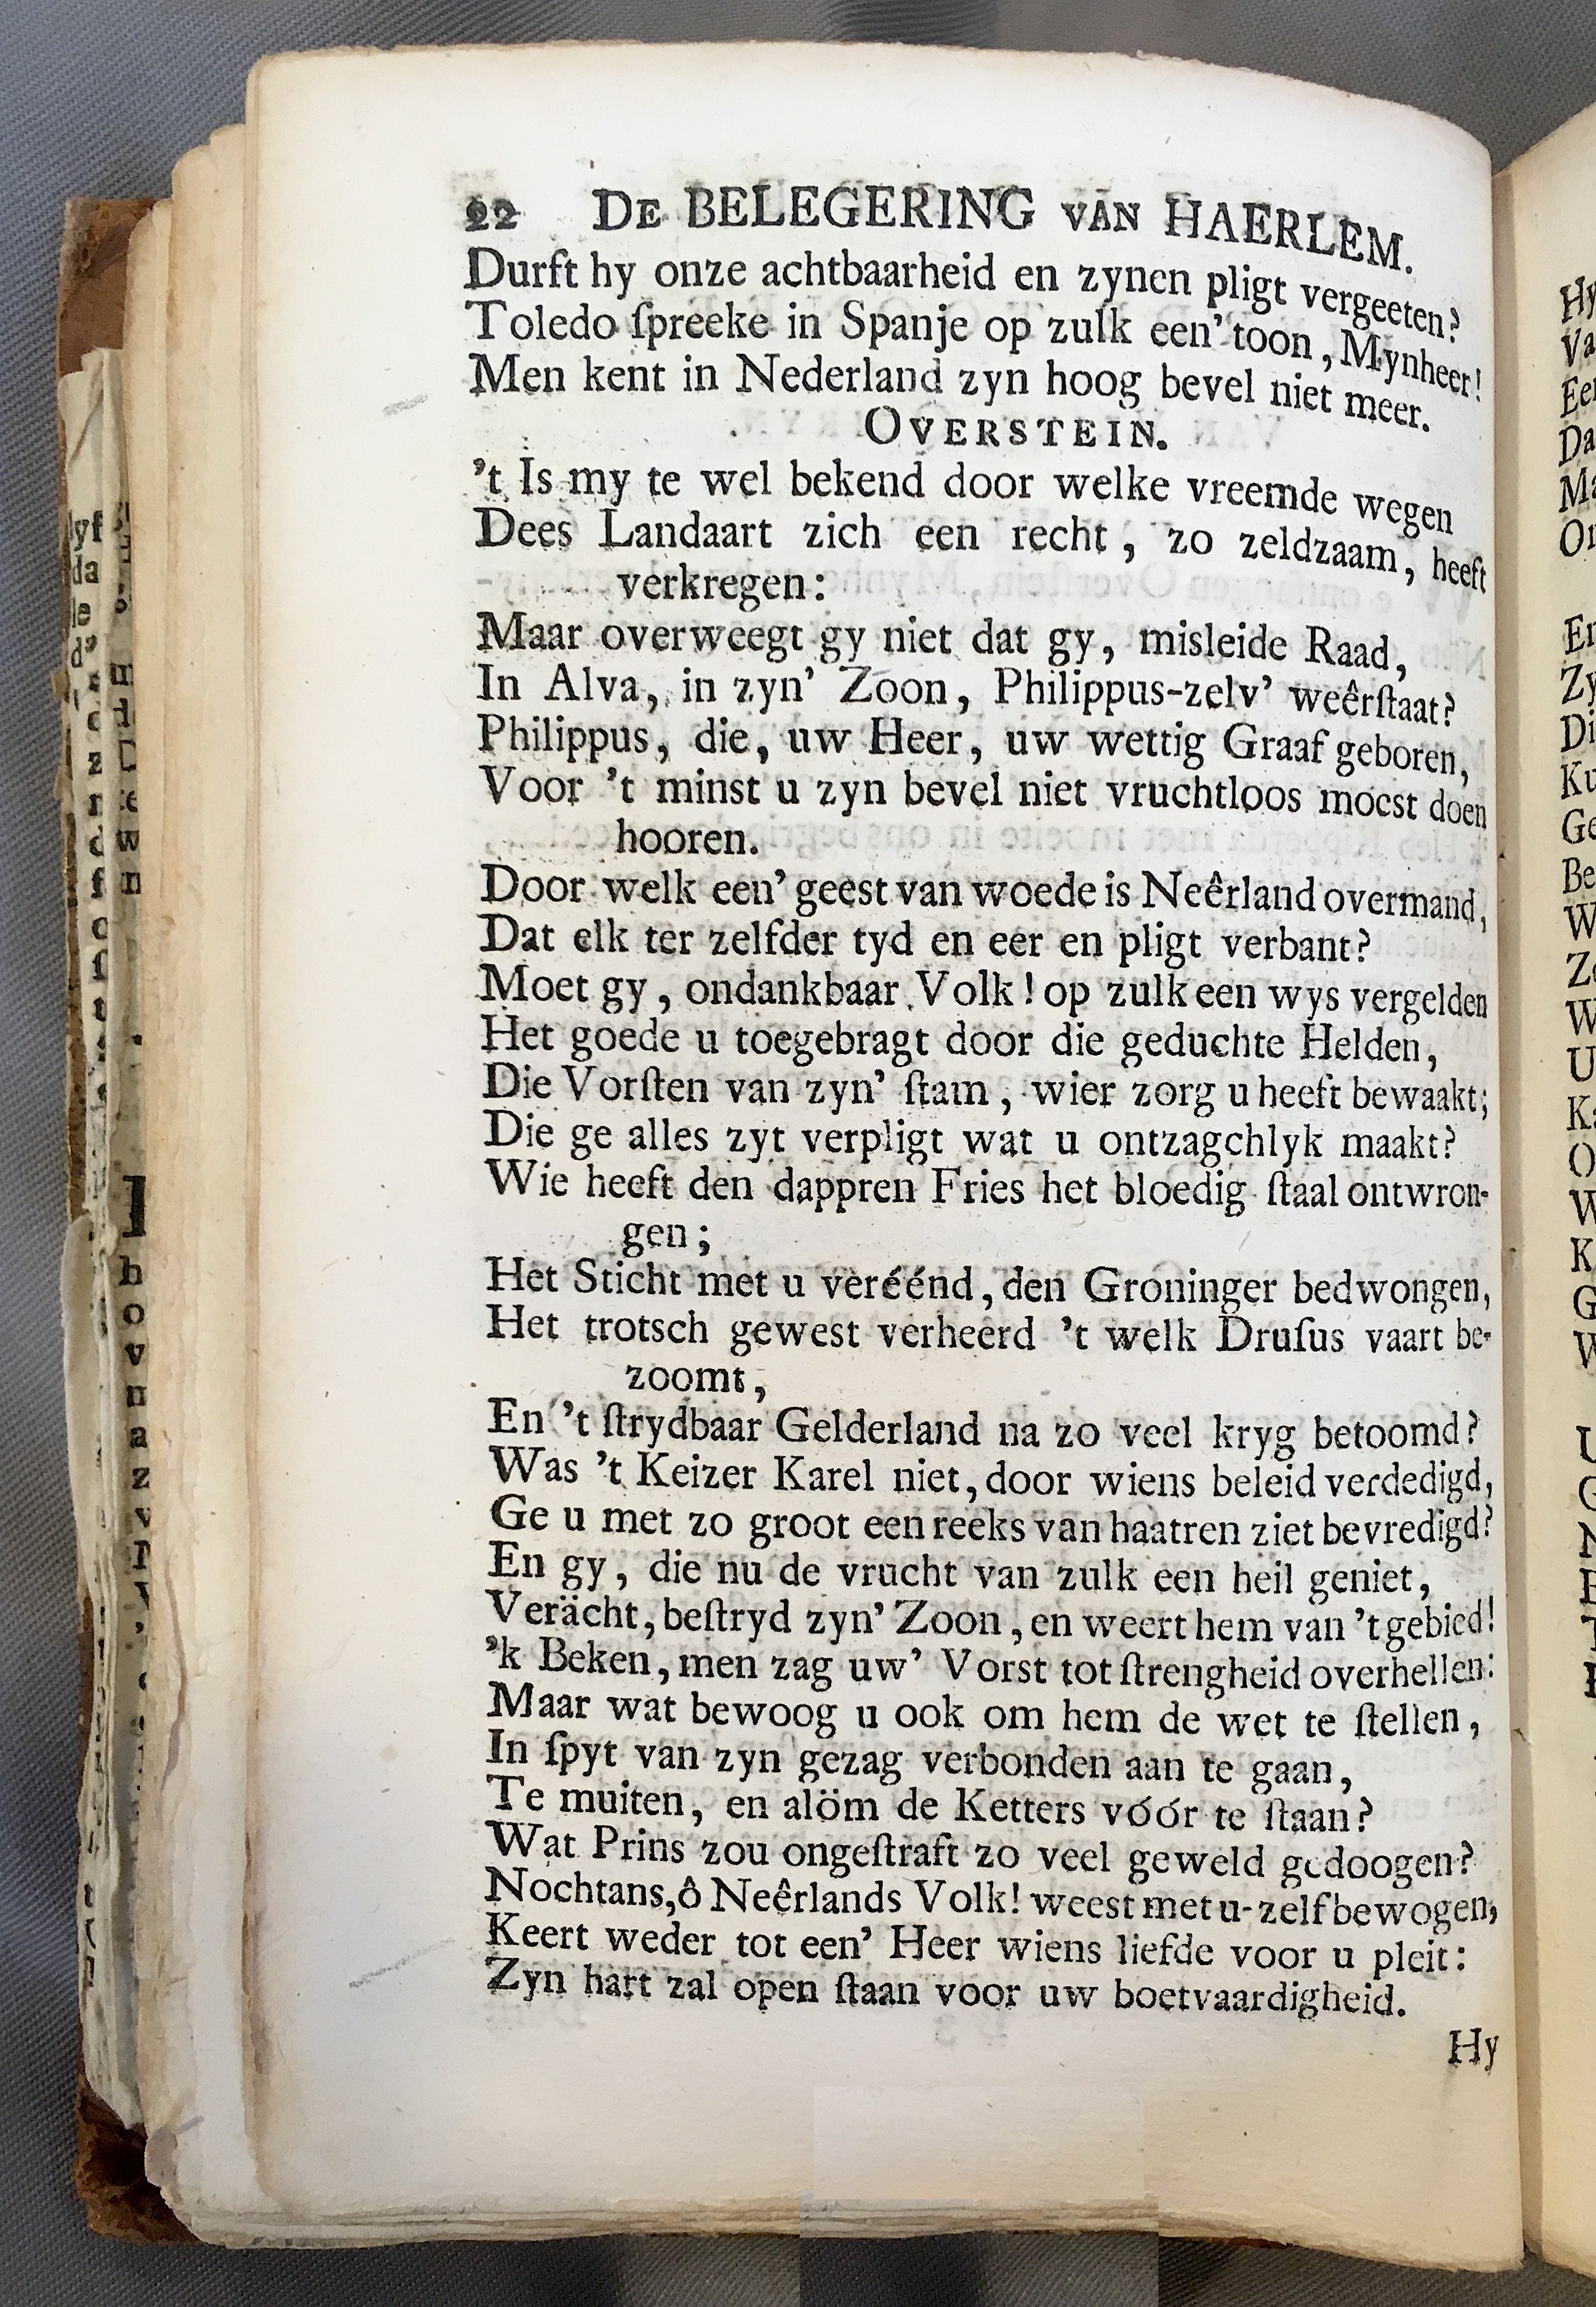 22 DE BELEGERING VAN HAERLEM.
Durft hy onze achtbaarheid en zynen pligt vergeeten?
Toledo ſpreeke in Spanje op zulk een' toon, Mynheer!
Men kent in Nederland zyn hoog bevel niet meer.
OVERSTEIN.
't Is my te wel bekend door welke vreemde wegen
Dees Landaart zich een recht, zo zeldzaam, heeft
verkregen:
Maar overweegt gy niet dat gy, misleide Raad,
In Alva, in zyn' Zoon, Philippus-zelv' weêrſtaat?
Philippus, die, uw Heer, uw wettig Graaf geboren,
Voor 't minst u zyn bevel niet vruchtloos moest doen
hooren.
Door welk een' geest van woede is Neêrland overmand,
Dat elk ter zelfder tyd en eer en pligt verbant?
Moet gy, ondankbaar Volk! op zulk een wys vergelden
Het goede u toegebragt door die geduchte Helden,
Die Vorſten van zyn' ſtam, wier zorg u heeft bewaakt;
Die ge alles zyt verpligt wat u ontzagchlyk maakt?
Wie heeft den dappren Fries het bloedig ſtaal ontwron-
gen;
Het Sticht met u veréénd, den Groninger bedwongen,
Het trotsch gewest verheerd 't welk Druſus vaart be-
zoomt,
En 't ſtrydbaar Gelderland na zo veel kryg betoomd?
Was 't Keizer Karel niet, door wiens beleid verdedigd,
Ge u met zo groot een reeks van haatren ziet bevredigd?
En gy, die nu de vrucht van zulk een heil geniet,
Verächt, beſtryd zyn' Zoon, en weert hem van 't gebied!
'k Beken, men zag uw' Vorst tot ſtrengheid overhellen:
Maar wat bewoog u ook om hem de wet te ſtellen,
In ſpyt van zyn gezag verbonden aan te gaan,
Te muiten, en alöm de Ketters vóór te ſtaan?
Wat Prins zou ongeſtraft zo veel geweld gedoogen?
Nochtans, ô Neêrlands Volk! weest met u-zelf bewogen,
Keert weder tot een' Heer wiens liefde voor u pleit:
Zyn hart zal open ſtaan voor uw boetvaardigheid.
Hy